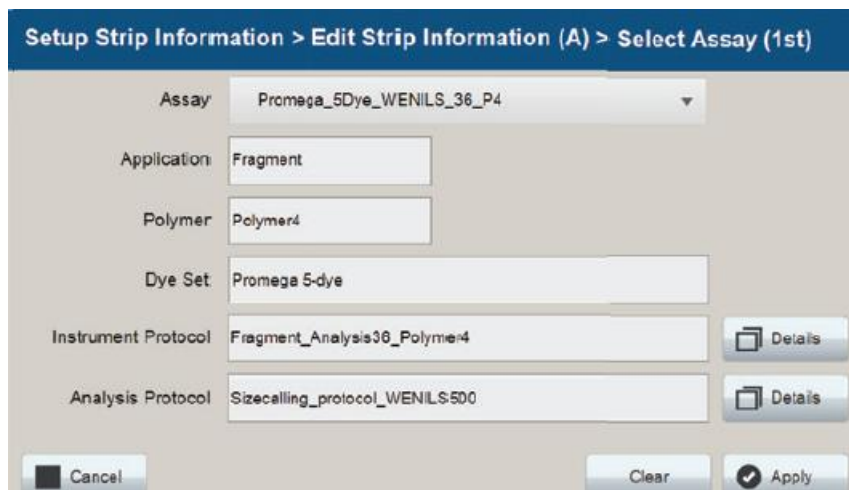 Setup Strip Information > Edit Strip Information (A) > Select Assay (1st)
Assay Promega_5Dye_WENILS_36_P4
Application Fragment
Polymer Polymer4
Dye Set Promega 5-dye
Instrument Protocol Fragment_Analysis36_Polymer4 Details
Analysis Protocol Sizecalling_protocol_WENILS500 Details
Cancel Clear Apply